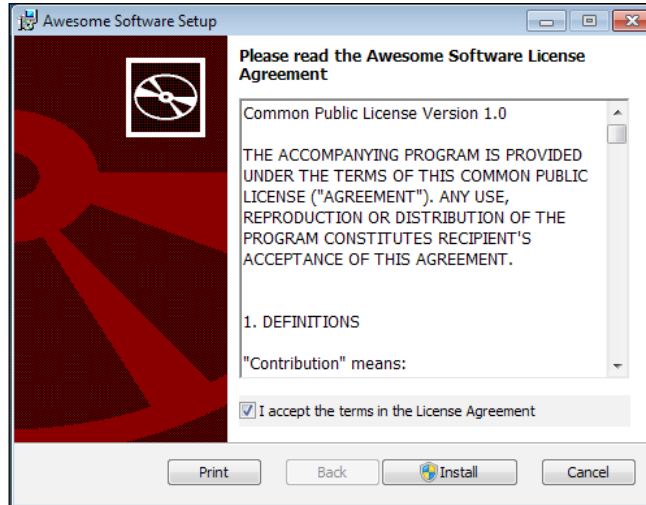 Awesome Software Setup
Please read the Awesome Software License
Agreement
Common Public License Version 1.0
THE ACCOMPANYING PROGRAM IS PROVIDED
UNDER THE TERMS OF THIS COMMON PUBLIC
LICENSE ("AGREEMENT"). ANY USE,
REPRODUCTION OR DISTRIBUTION OF THE
PROGRAM CONSTITUTES RECIPIENT'S
ACCEPTANCE OF THIS AGREEMENT.
1. DEFINITIONS
"Contribution" means:
I accept the terms in the License Agreement
Print Back Install Cancel